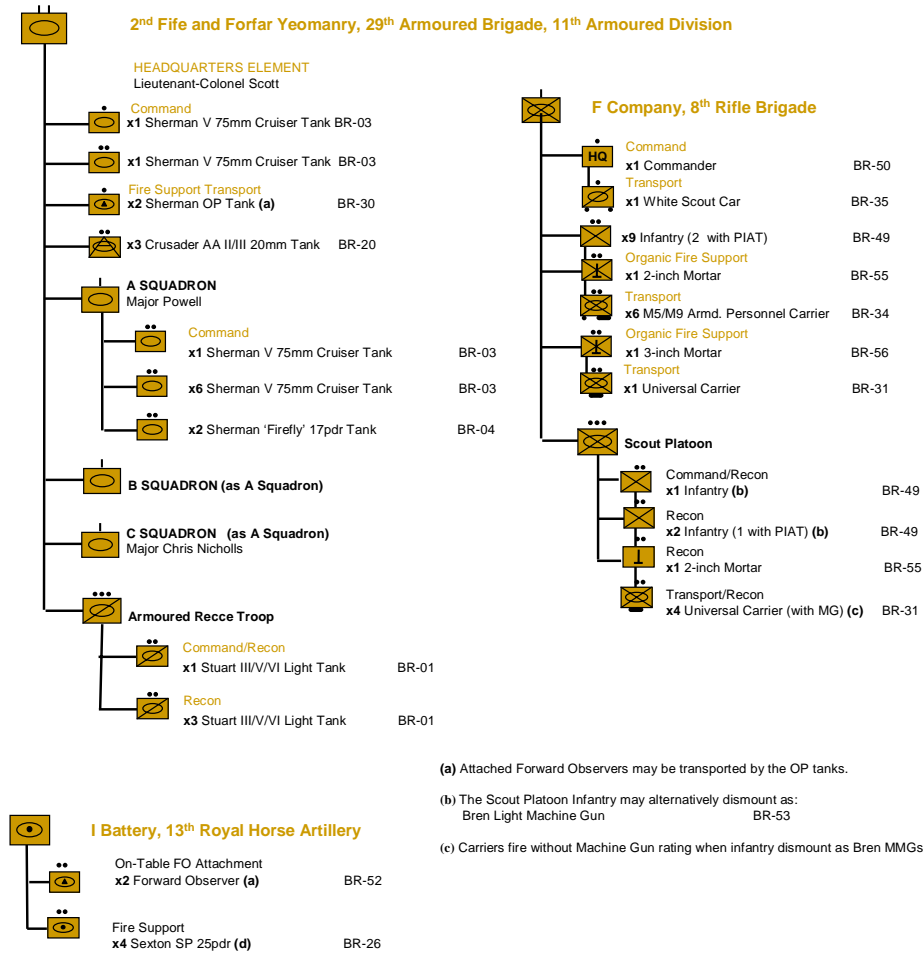 2nd Fife and Forfar Yeomanry, 29th Armoured Brigade, 11th Armoured Division
HEADQUARTERS ELEMENT
Lieutenant-Colonel Scott
Command
x1 Sherman V 75mm Cruiser Tank BR-03
x1 Sherman V 75mm Cruiser Tank BR-03
Fire Support Transport
x2 Sherman OP Tank (a) BR-30
x3 Crusader AA II/III 20mm Tank BR-20
A SQUADRON
Major Powell
Command
x1 Sherman V 75mm Cruiser Tank BR-03
x6 Sherman V 75mm Cruiser Tank BR-03
x2 Sherman ‘Firefly’ 17pdr Tank BR-04
B SQUADRON (as A Squadron)
C SQUADRON (as A Squadron)
Major Chris Nicholls
Armoured Recce Troop
Command/Recon
x1 Stuart III/V/VI Light Tank BR-01
Recon
x3 Stuart III/V/VI Light Tank BR-01
F Company, 8th Rifle Brigade
Command
HQ x1 Commander BR-50
Transport
x1 White Scout Car BR-35
x9 Infantry (2 with PIAT) BR-49
Organic Fire Support
x1 2-inch Mortar BR-55
Transport
x6 M5/M9 Armd. Personnel Carrier BR-34
Organic Fire Support
x1 3-inch Mortar BR-56
Transport
x1 Universal Carrier BR-31
Scout Platoon
Command/Recon
x1 Infantry (b) BR-49
Recon
x2 Infantry (1 with PIAT) (b) BR-49
Recon
x1 2-inch Mortar BR-55
Transport/Recon
x4 Universal Carrier (with MG) (c) BR-31
(a) Attached Forward Observers may be transported by the OP tanks.
(b) The Scout Platoon Infantry may alternatively dismount as:
Bren Light Machine Gun BR-53
(c) Carriers fire without Machine Gun rating when infantry dismount as Bren MMGs
I Battery, 13th Royal Horse Artillery
On-Table FO Attachment
x2 Forward Observer (a) BR-52
Fire Support
x4 Sexton SP 25pdr (d) BR-26